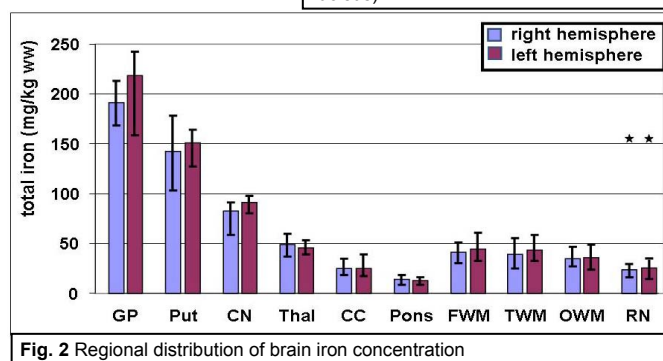 right hemisphere
left hemisphere
total iron (mg/kg ww)
250
200
150
100
50
0
★ ★
GP Put CN Thal CC Pons FWM TWM OWM RN
Fig. 2 Regional distribution of brain iron concentration